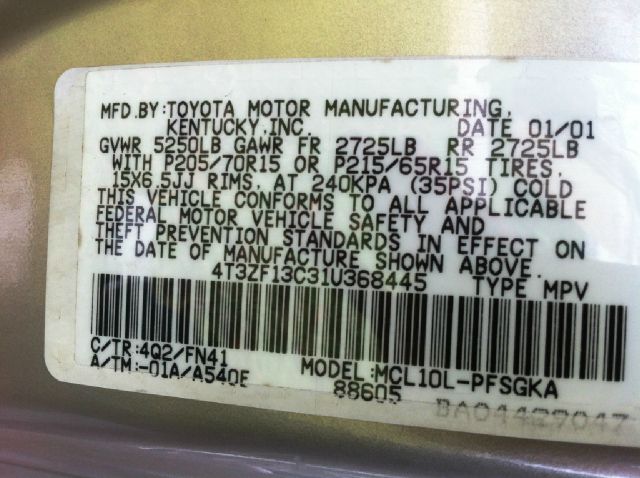 MFD.BY:TOYOTA MOTOR MANUFACTURING,
KENTUCKY,INC. DATE 01/01
GVWR 5250LB GAWR FR 2725LB RR 2725LB
WITH P205/70R15 OR P215/65R15 TIRES,
15X6.5JJ RIMS, AT 240KPA (35PSI) COLD
THIS VEHICLE CONFORMS TO ALL APPLICABLE
FEDERAL MOTOR VEHICLE SAFETY AND
THEFT PREVENTION STANDARDS IN EFFECT ON
THE DATE OF MANUFACTURE SHOWN ABOVE.
4T3ZF13C31U368445 TYPE MPV
C/TR:4Q2/FN41 MODEL:MCL10L-PFSGKA
A/TM:-01A/A540E 88605
BA04429047